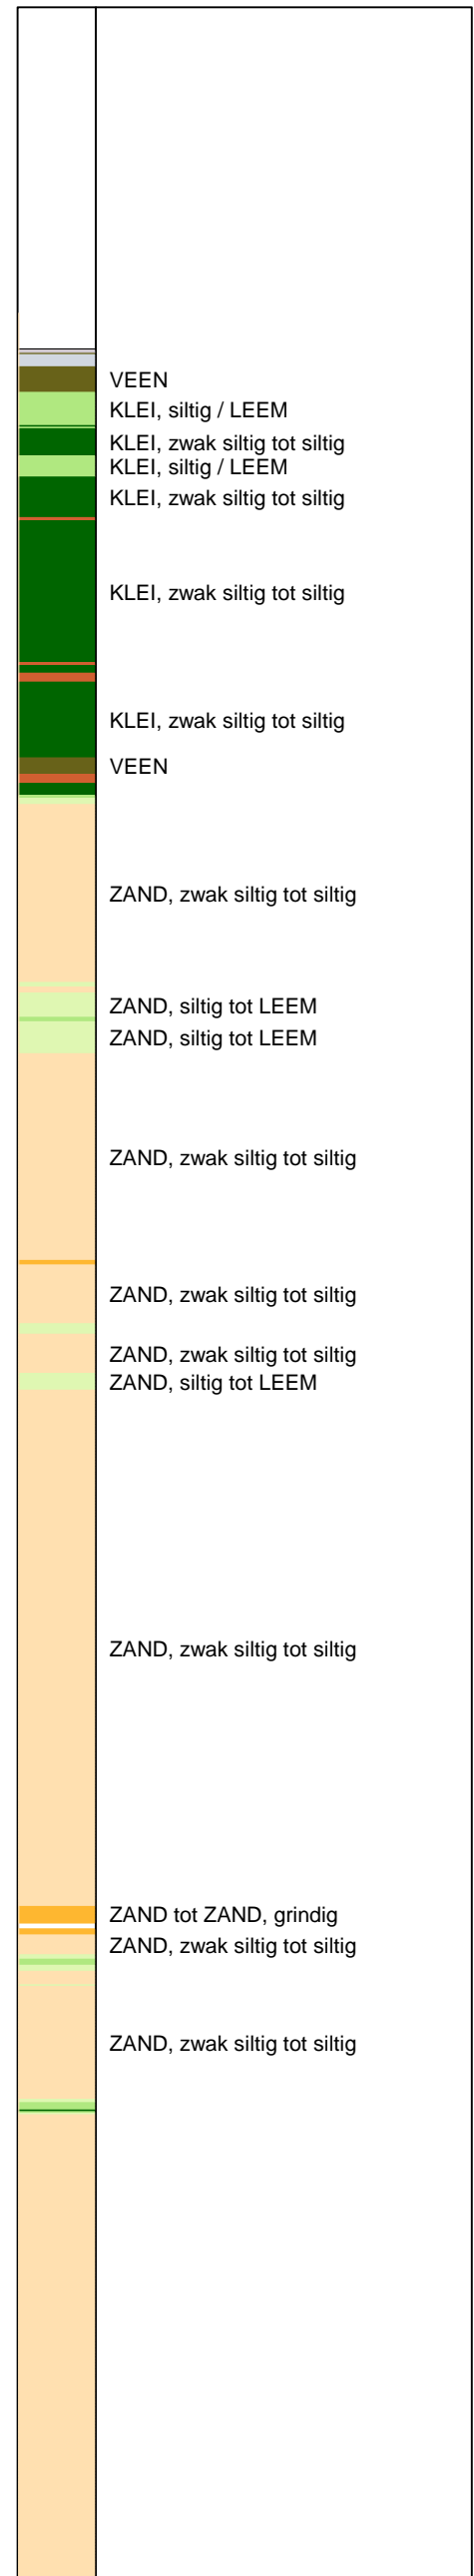 VEEN
KLEI, siltig / LEEM
KLEI, zwak siltig tot siltig
KLEI, siltig / LEEM
KLEI, zwak siltig tot siltig
KLEI, zwak siltig tot siltig
KLEI, zwak siltig tot siltig
VEEN
ZAND, zwak siltig tot siltig
ZAND, siltig tot LEEM
ZAND, siltig tot LEEM
ZAND, zwak siltig tot siltig
ZAND, zwak siltig tot siltig
ZAND, zwak siltig tot siltig
ZAND, siltig tot LEEM
ZAND, zwak siltig tot siltig
ZAND tot ZAND, grindig
ZAND, zwak siltig tot siltig
ZAND, zwak siltig tot siltig